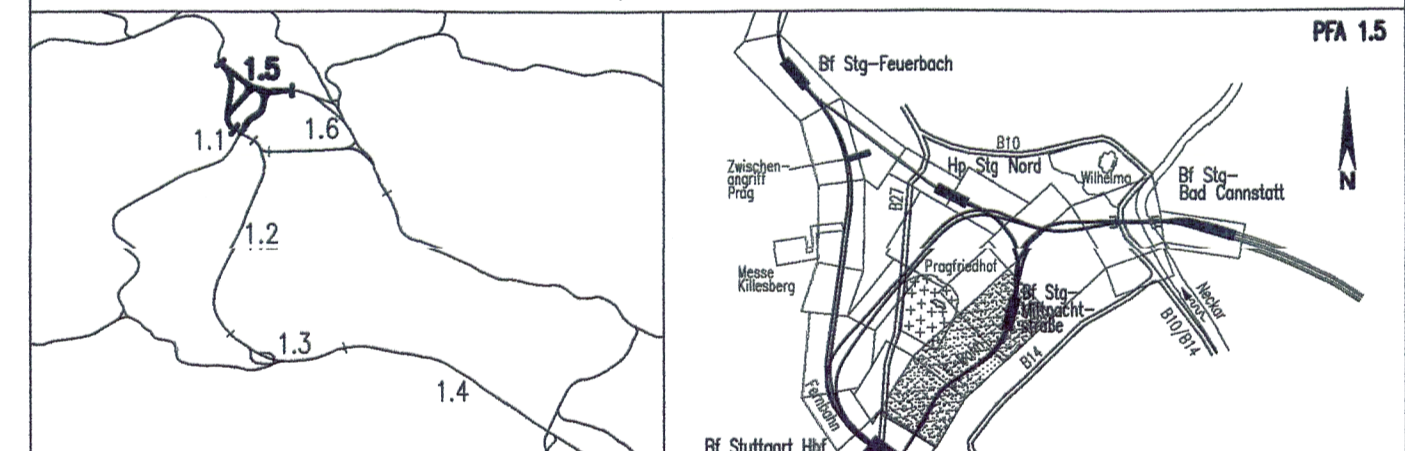 1.5
1.1
1.6
1.2
1.3
1.4
PFA 1.5
Bf Stg-Feuerbach
N
B10
Zwischen-
angriff
Prag
Hp Stg Nord
Wilhelma
Bf Stg-
Bad Cannstatt
B27
Messe
Killesberg
Pragfriedhof
Bf Stg-
Mittnacht-
straße
Neckar
B10/B14
B14
Fernbahn
Bf Stuttgart Hbf